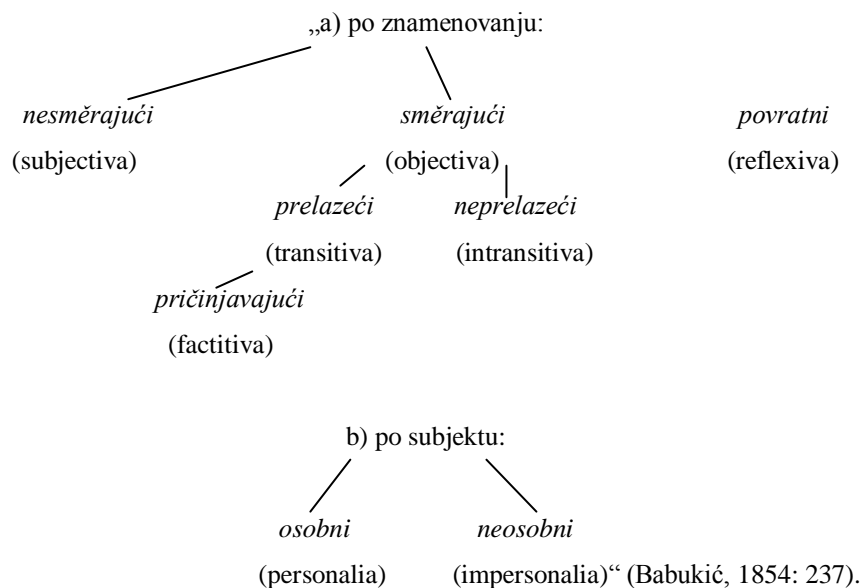 „a) po znamenovanju:
nesměrajući směrajući povratni
(subjectiva) (objectiva) (reflexiva)
prelazeći neprelazeći
(transitiva) (intransitiva)
pričinjavajući
(factitiva)
b) po subjektu:
osobni neosobni
(personalia) (impersonalia)“ (Babukić, 1854: 237).